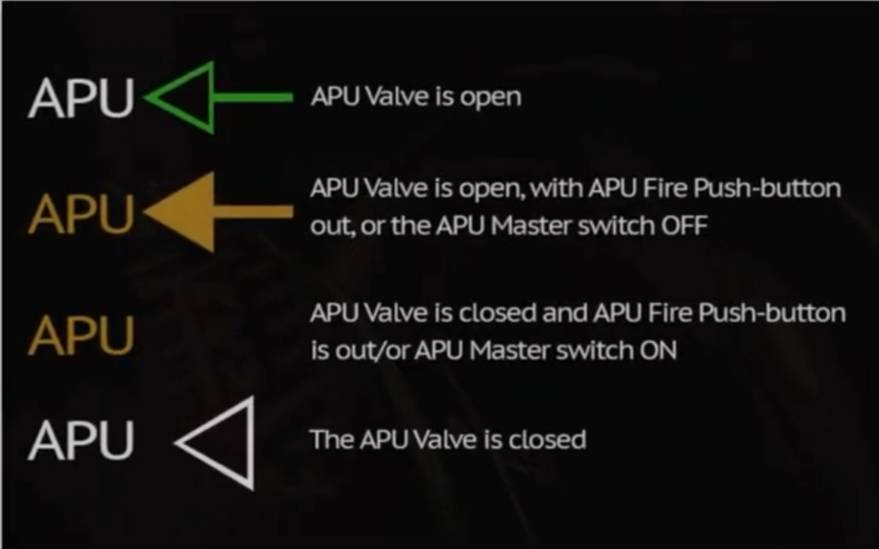 APU APU Valve is open
APU APU Valve is open, with APU Fire Push-button
out, or the APU Master switch OFF
APU APU Valve is closed and APU Fire Push-button
is out/or APU Master switch ON
APU The APU Valve is closed